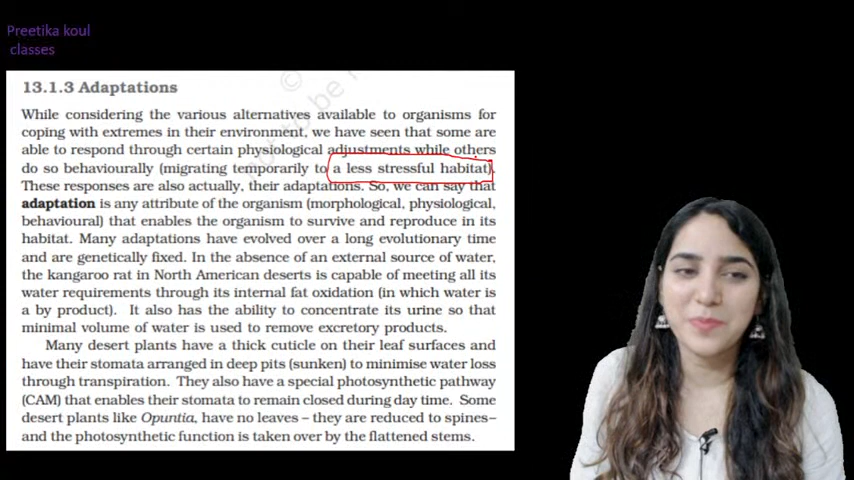 Preetika koul
classes
13.1.3 Adaptations
While considering the various alternatives available to organisms for
coping with extremes in their environment, we have seen that some are
able to respond through certain physiological adjustments while others
do so behaviourally (migrating temporarily to a less stressful habitat).
These responses are also actually, their adaptations. So, we can say that
adaptation is any attribute of the organism (morphological, physiological,
behavioural) that enables the organism to survive and reproduce in its
habitat. Many adaptations have evolved over a long evolutionary time
and are genetically fixed. In the absence of an external source of water,
the kangaroo rat in North American deserts is capable of meeting all its
water requirements through its internal fat oxidation (in which water is
a by product). It also has the ability to concentrate its urine so that
minimal volume of water is used to remove excretory products.
Many desert plants have a thick cuticle on their leaf surfaces and
have their stomata arranged in deep pits (sunken) to minimise water loss
through transpiration. They also have a special photosynthetic pathway
(CAM) that enables their stomata to remain closed during day time. Some
desert plants like Opuntia, have no leaves – they are reduced to spines–
and the photosynthetic function is taken over by the flattened stems.